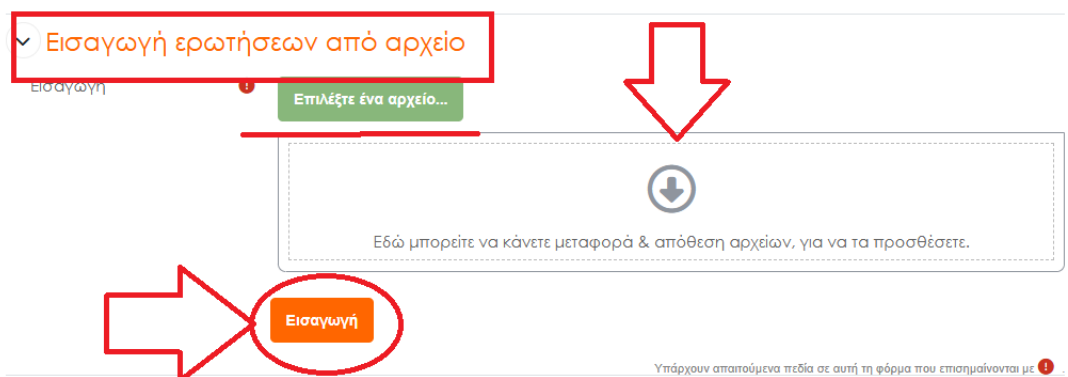 Εισαγωγή ερωτήσεων από αρχείο
Εισαγωγή
Επιλέξτε ένα αρχείο...
Εδώ μπορείτε να κάνετε μεταφορά & απόθεση αρχείων, για να τα προσθέσετε.
Εισαγωγή
Υπάρχουν απαιτούμενα πεδία σε αυτή τη φόρμα που επισημαίνονται με ! .